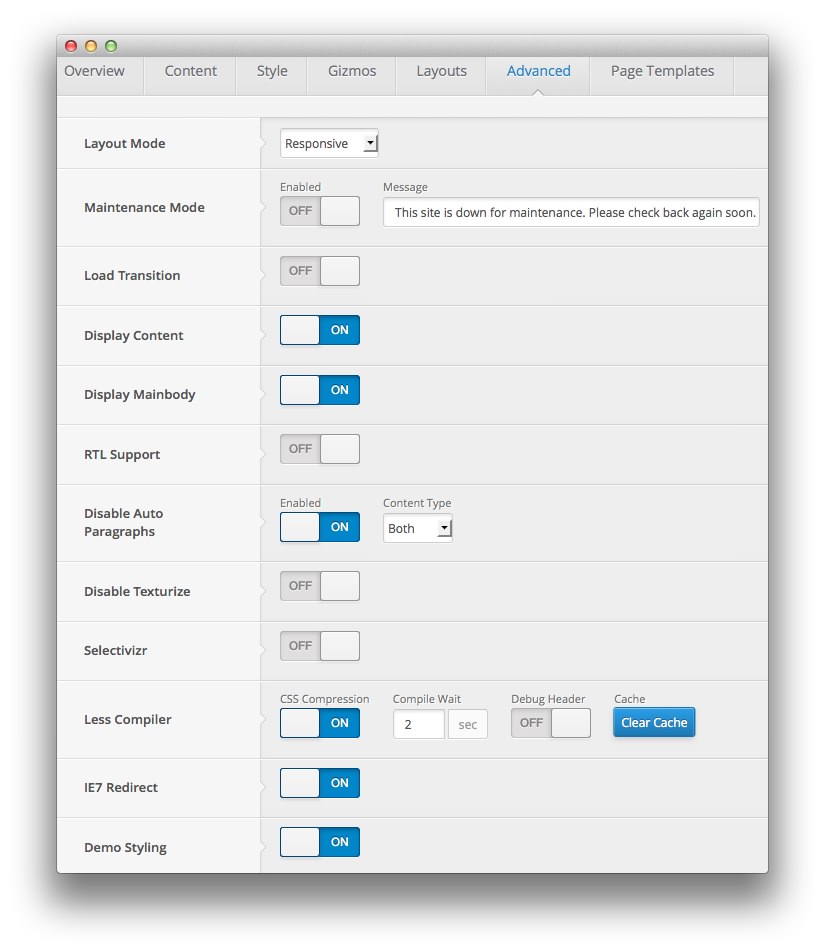 Overview Content Style Gizmos Layouts Advanced Page Templates
Layout Mode Responsive
Enabled Message
Maintenance Mode OFF This site is down for maintenance. Please check back again soon.
Load Transition OFF
Display Content ON
Display Mainbody ON
RTL Support OFF
Enabled Content Type
Disable Auto
Paragraphs ON Both
Disable Texturize OFF
Selectivizr OFF
CSS Compression Compile Wait Debug Header Cache
Less Compiler ON 2 sec OFF Clear Cache
IE7 Redirect ON
Demo Styling ON